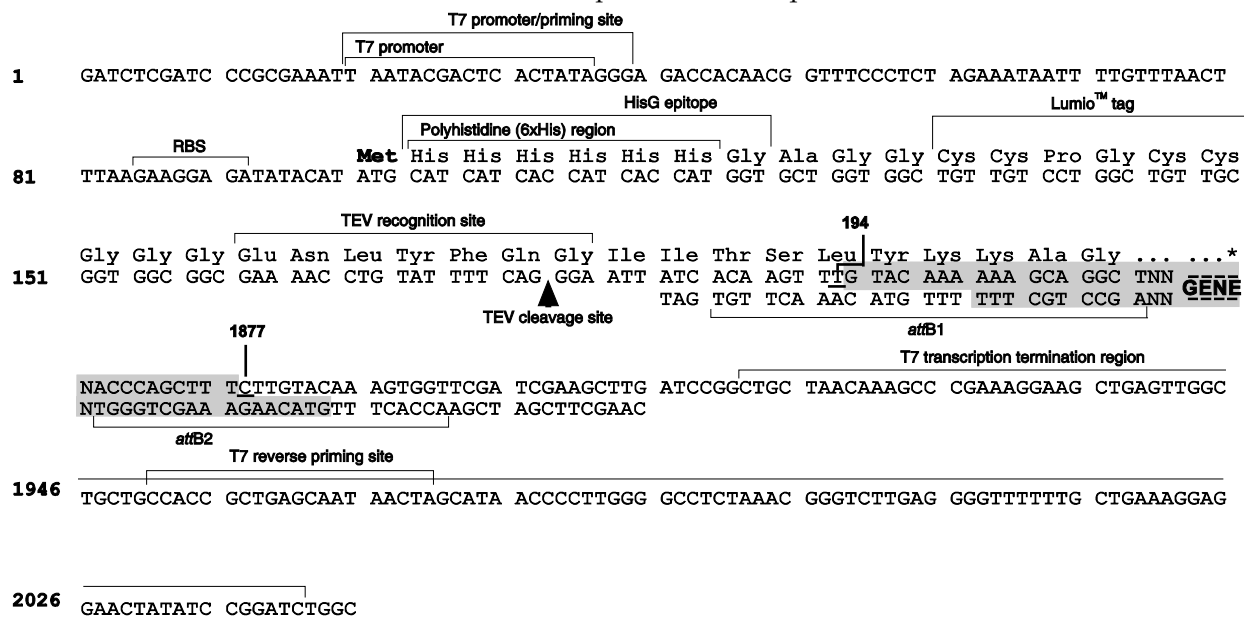 T7 promoter/priming site
T7 promoter
1 GATCTCGATC CCGCGAAATT AATACGACTC ACTATAGGGA GACCACAACG GTTTCCCTCT AGAAATAATT TTGTTTAACT
HisG epitope Lumio™ tag
Polyhistidine (6xHis) region
RBS
Met His His His His His His Gly Ala Gly Gly Cys Cys Pro Gly Cys Cys
81 TTAAGAAGGA GATATACAT ATG CAT CAT CAC CAT CAC CAT GGT GCT GGT GGC TGT TGT CCT GGC TGT TGC
TEV recognition site 194
Gly Gly Gly Glu Asn Leu Tyr Phe Gln Gly Ile Ile Thr Ser Leu Tyr Lys Lys Ala Gly ... ...*
151 GGT GGC GGC GAA AAC CTG TAT TTT CAG GGA ATT ATC ACA AGT TTG TAC AAA AAA GCA GGC TNN GENE
TAG TGT TCA AAC ATG TTT TTT CGT CCG ANN
TEV cleavage site attB1
1877
T7 transcription termination region
NACCCAGCTTT TCTTGTACAA AGTGGTTCGA TCGAAGCTTG ATCCGGCTGC TAACAAAGCC CGAAAGGAAG CTGAGTTGGC
NTGGGTCGAAA AGAACATGTT TCACCAAGCT AGCTTCGAAC
attB2
T7 reverse priming site
1946 TGCTGCCACC GCTGAGCAAT AACTAGCATA ACCCCTTGGG GCCTCTAAAC GGGTCTTGAG GGGTTTTTTG CTGAAAGGAG
2026 GAACTATATC CGGATCTGGC